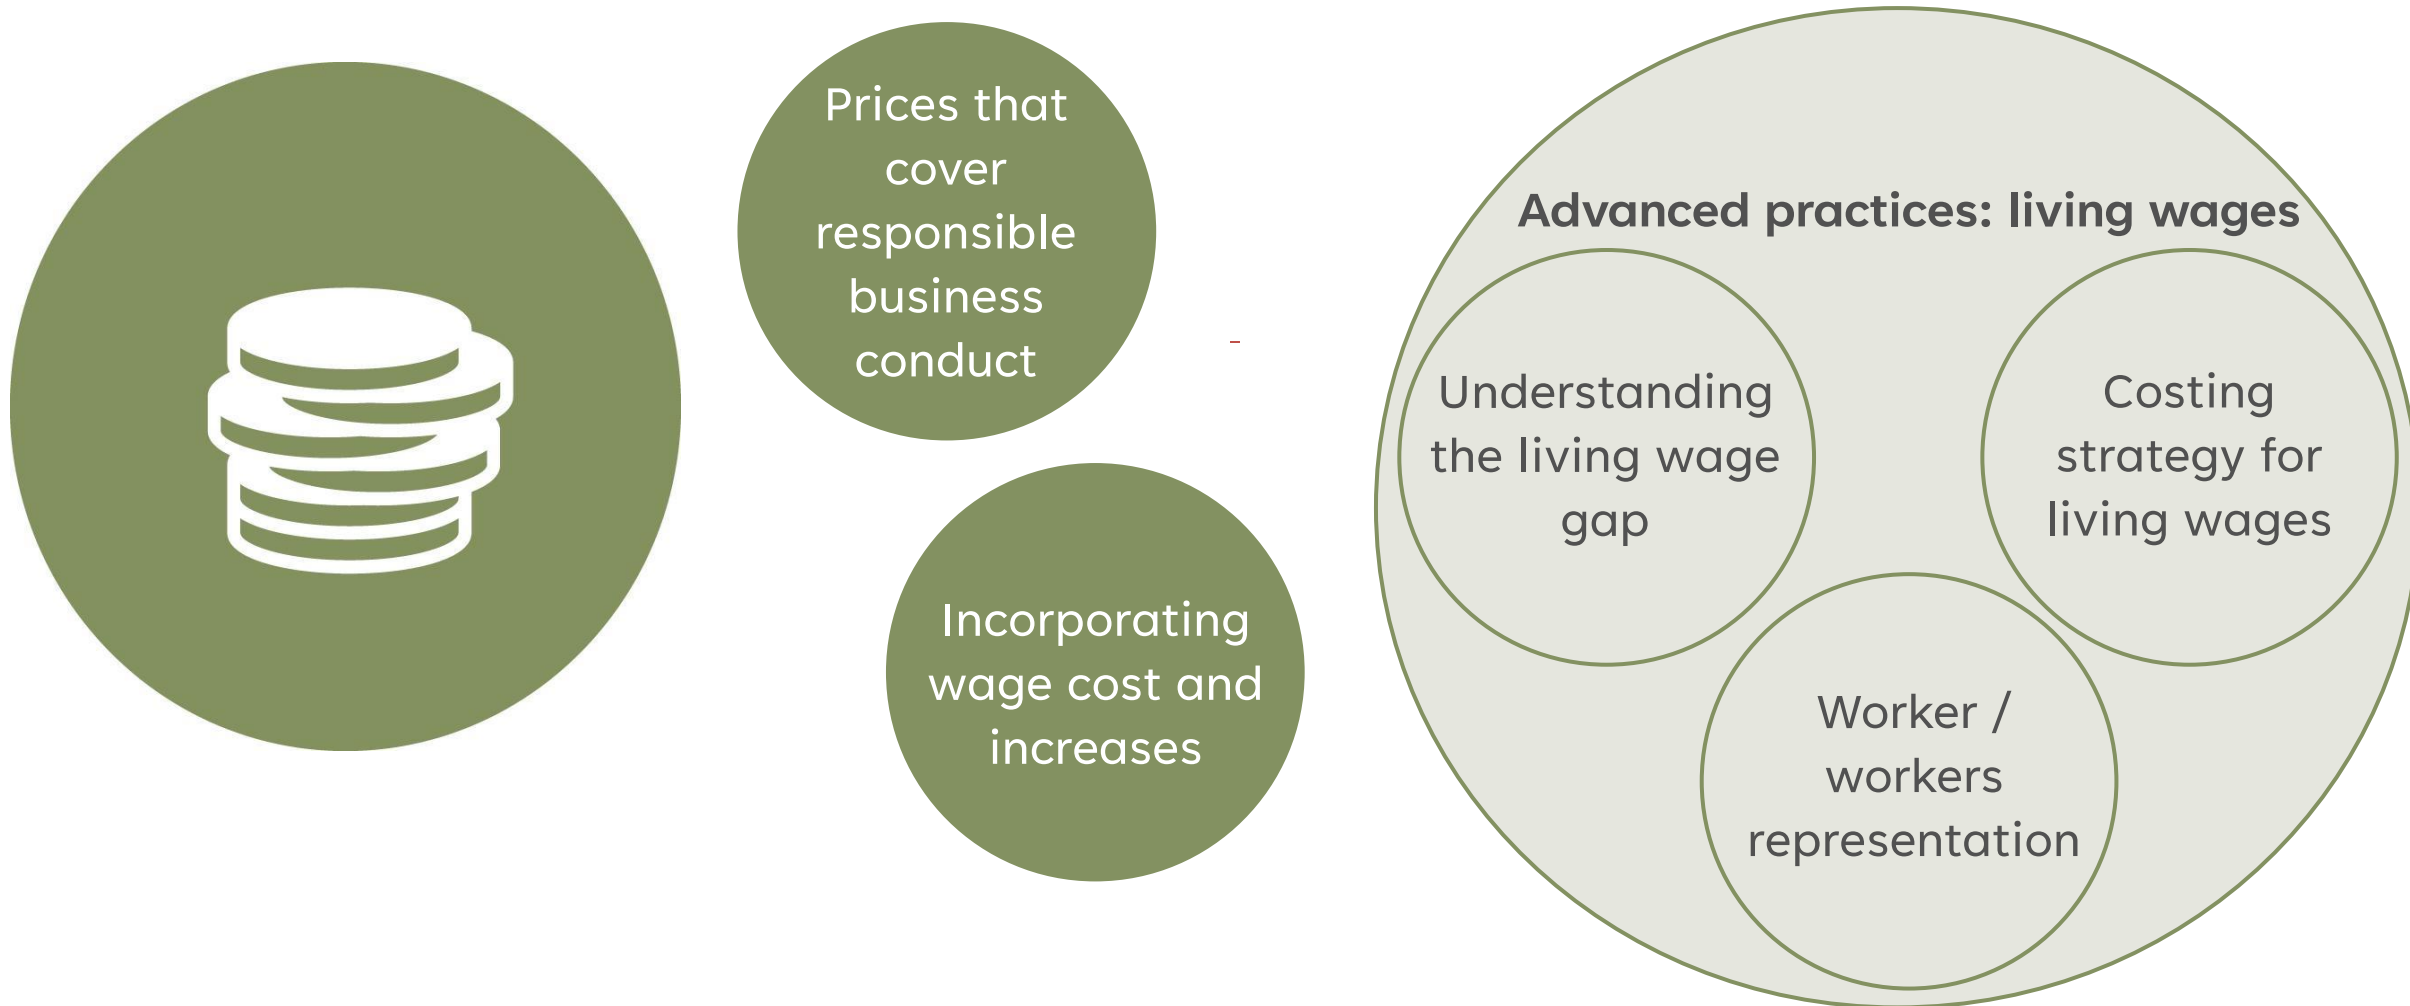 Prices that
cover
responsible
business
conduct
Incorporating
wage cost and
increases
Advanced practices: living wages
Understanding
the living wage
gap
Costing
strategy for
living wages
Worker /
workers
representation